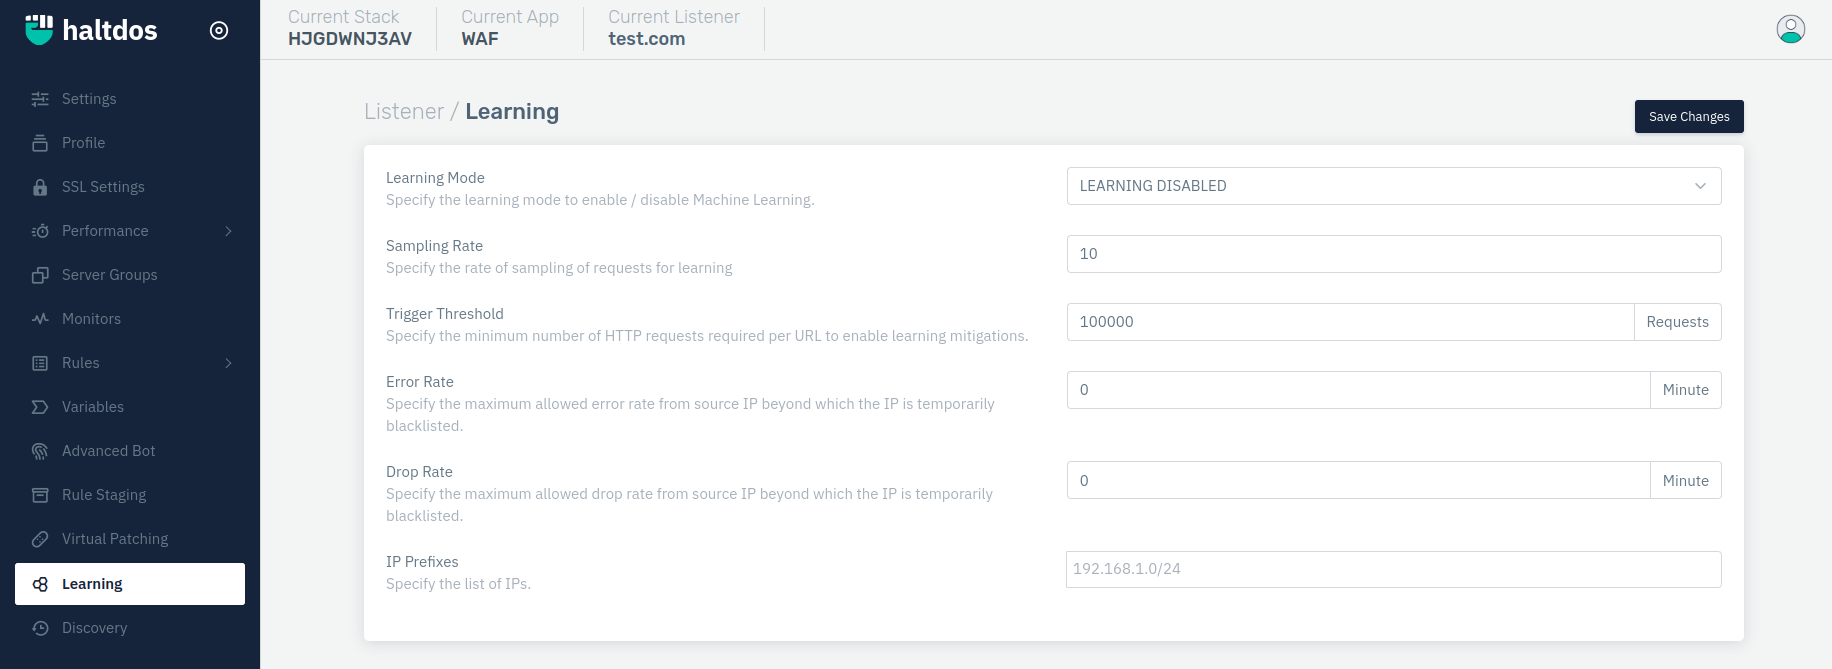 haltdos
Current Stack
HJGDWNJ3AV
Current App
WAF
Current Listener
test.com
Settings
Profile
SSL Settings
Performance
Server Groups
Monitors
Rules
Variables
Advanced Bot
Rule Staging
Virtual Patching
Learning
Discovery
Listener / Learning
Save Changes
Learning Mode
Specify the learning mode to enable / disable Machine Learning.
LEARNING DISABLED
Sampling Rate
Specify the rate of sampling of requests for learning
10
Trigger Threshold
Specify the minimum number of HTTP requests required per URL to enable learning mitigations.
100000 Requests
Error Rate
Specify the maximum allowed error rate from source IP beyond which the IP is temporarily
blacklisted.
0 Minute
Drop Rate
Specify the maximum allowed drop rate from source IP beyond which the IP is temporarily
blacklisted.
0 Minute
IP Prefixes
Specify the list of IPs.
192.168.1.0/24